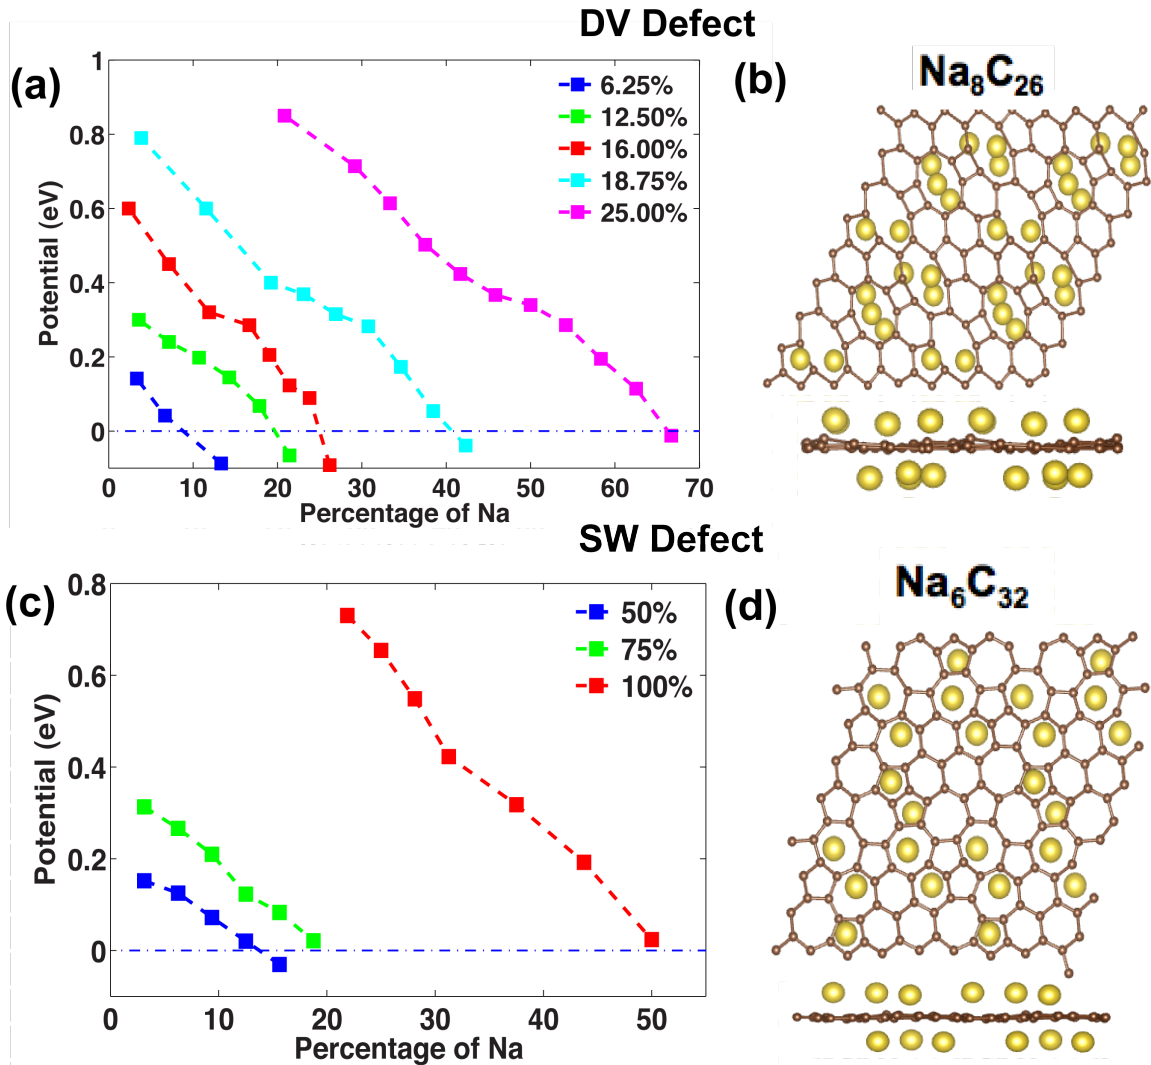 DV Defect
(a)
1
0.8
0.6
0.4
0.2
0
Potential (eV)
6.25%
12.50%
16.00%
18.75%
25.00%
0 10 20 30 40 50 60 70
Percentage of Na
(b)
Na8C26
SW Defect
(c)
0.8
0.6
0.4
0.2
0
Potential (eV)
50%
75%
100%
0 10 20 30 40 50
Percentage of Na
(d)
Na6C32